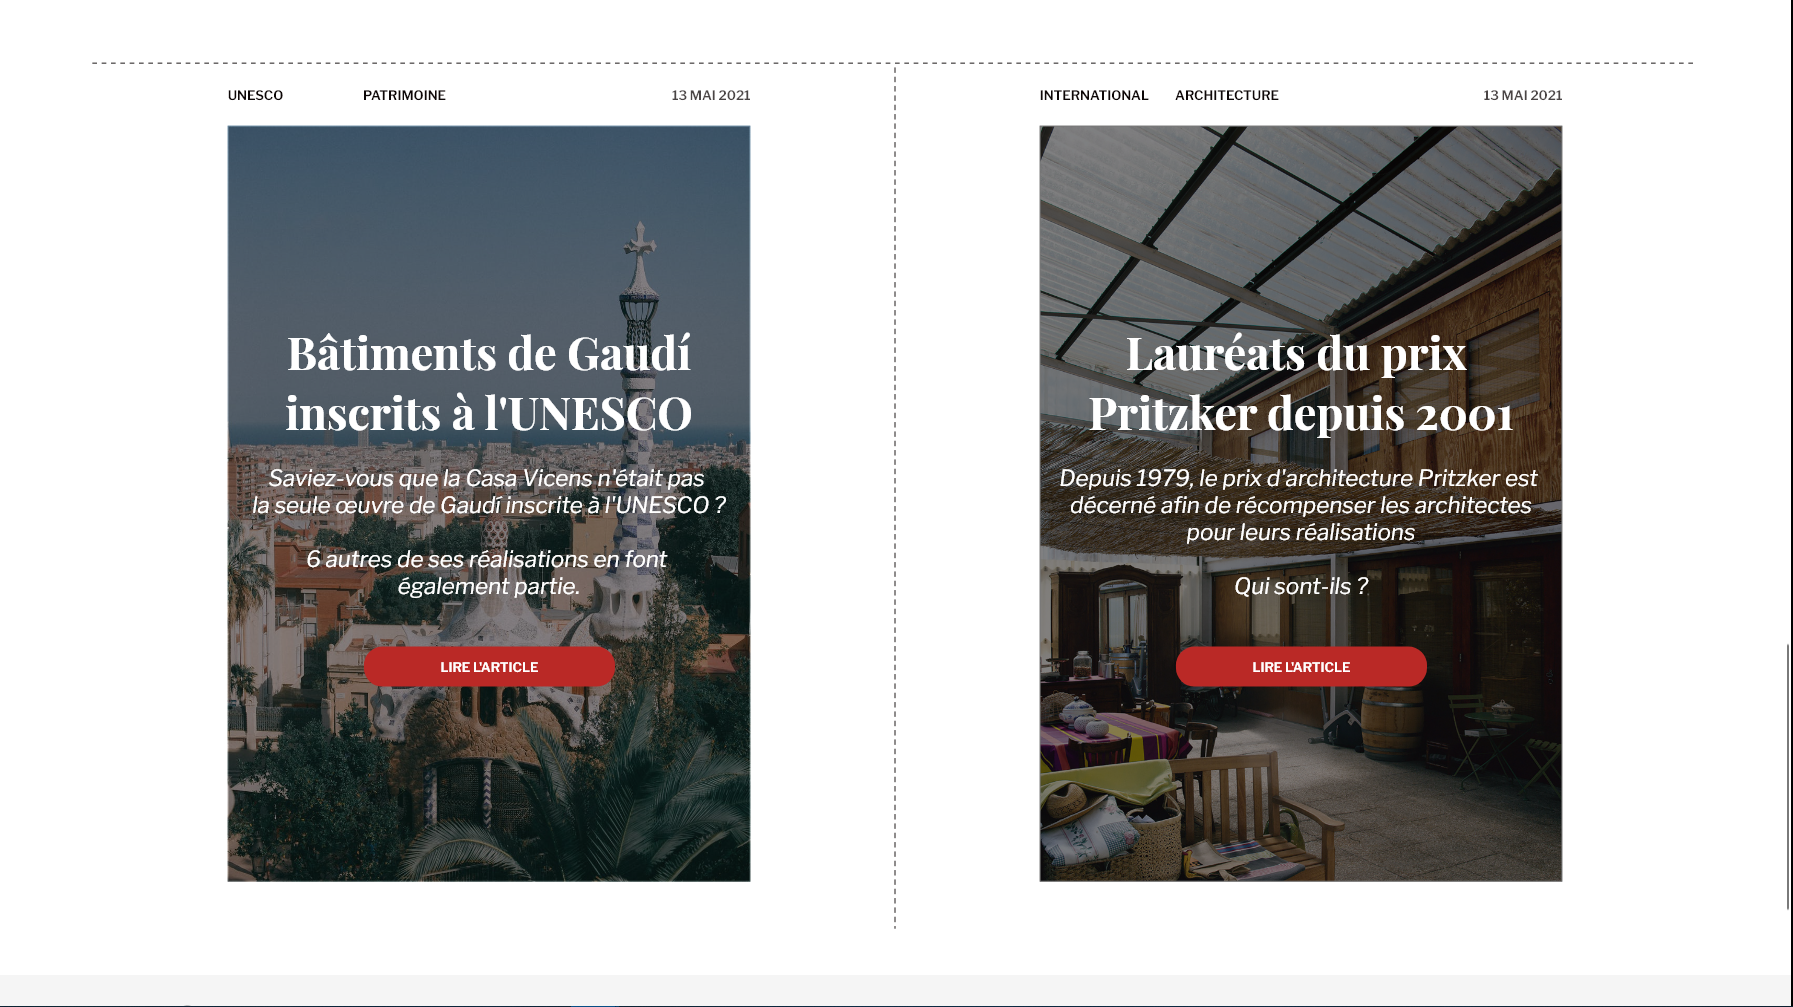 UNESCO PATRIMOINE 13 MAI 2021
Bâtiments de Gaudí
inscrits à l'UNESCO
Saviez-vous que la Casa Vicens n'était pas
la seule œuvre de Gaudí inscrite à l'UNESCO ?
6 autres de ses réalisations en font
également partie.
LIRE L'ARTICLE
INTERNATIONAL ARCHITECTURE 13 MAI 2021
Lauréats du prix
Pritzker depuis 2001
Depuis 1979, le prix d'architecture Pritzker est
décerné afin de récompenser les architectes
pour leurs réalisations
Qui sont-ils ?
LIRE L'ARTICLE